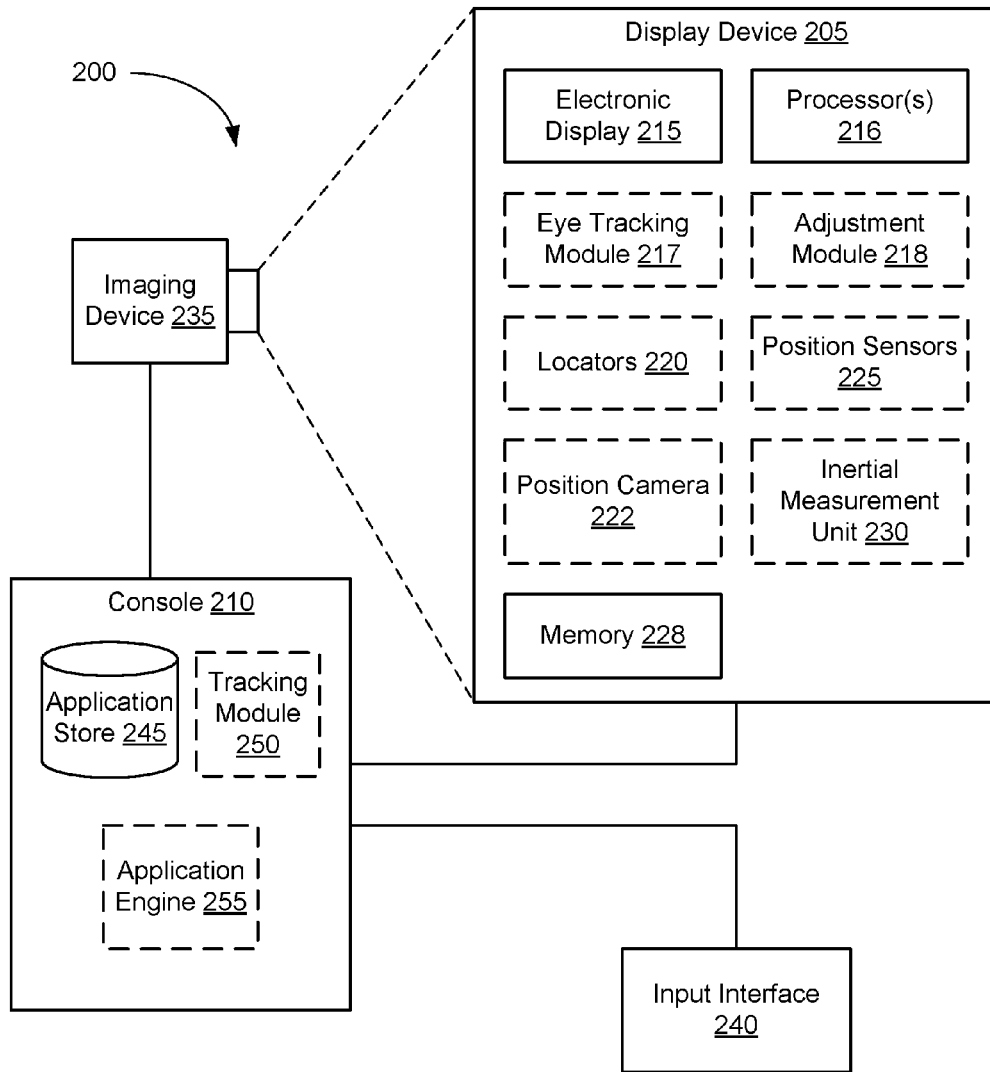 200
Display Device 205
Electronic
Display 215
Processor(s)
216
Eye Tracking
Module 217
Adjustment
Module 218
Locators 220
Position Sensors
225
Position Camera
222
Inertial
Measurement
Unit 230
Memory 228
Imaging
Device 235
Console 210
Application
Store 245
Tracking
Module
250
Application
Engine 255
Input Interface
240